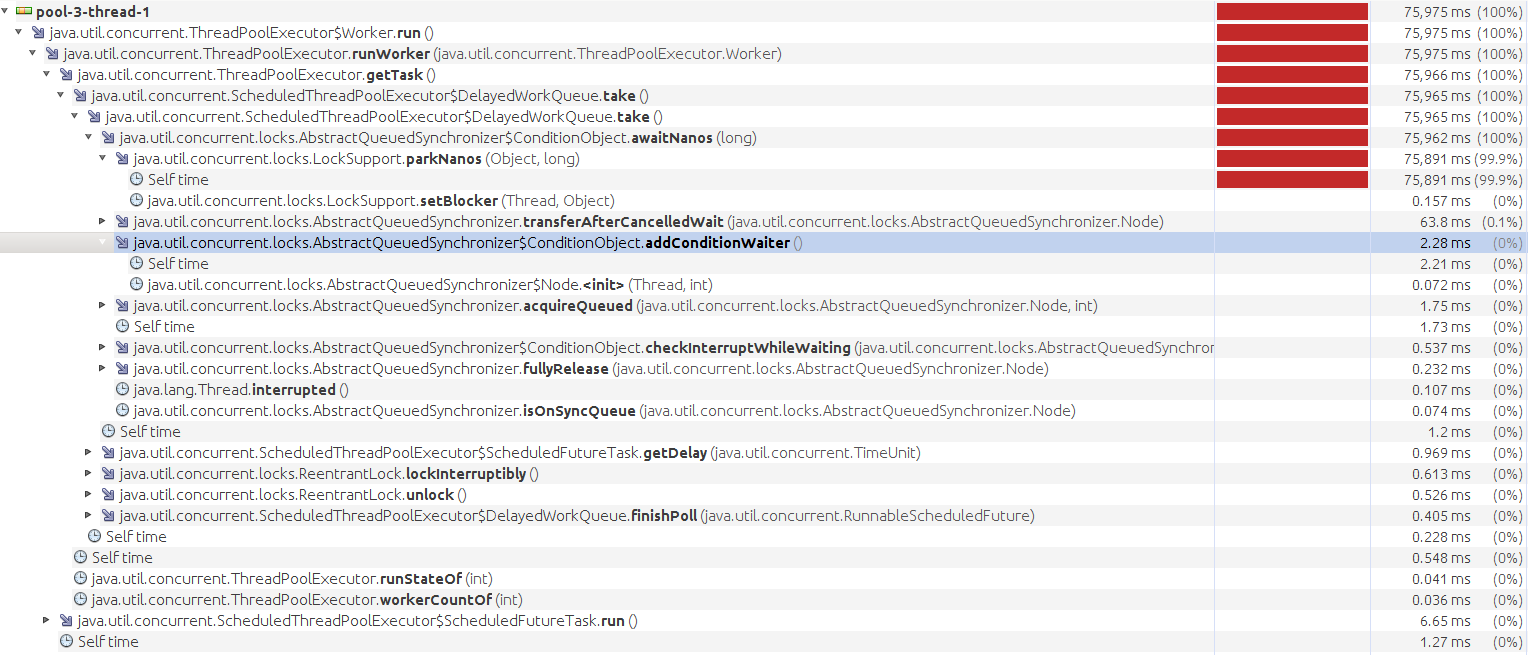 pool-3-thread-1 75,975 ms (100%)
java.util.concurrent.ThreadPoolExecutor$Worker.run () 75,975 ms (100%)
java.util.concurrent.ThreadPoolExecutor.runWorker (java.util.concurrent.ThreadPoolExecutor.Worker) 75,975 ms (100%)
java.util.concurrent.ThreadPoolExecutor.getTask () 75,966 ms (100%)
java.util.concurrent.ScheduledThreadPoolExecutor$DelayedWorkQueue.take () 75,965 ms (100%)
java.util.concurrent.ScheduledThreadPoolExecutor$DelayedWorkQueue.take () 75,965 ms (100%)
java.util.concurrent.locks.AbstractQueuedSynchronizer$ConditionObject.awaitNanos (long) 75,962 ms (100%)
java.util.concurrent.locks.LockSupport.parkNanos (Object, long) 75,891 ms (99.9%)
Self time 75,891 ms (99.9%)
java.util.concurrent.locks.LockSupport.setBlocker (Thread, Object) 0.157 ms (0%)
java.util.concurrent.locks.AbstractQueuedSynchronizer.transferAfterCancelledWait (java.util.concurrent.locks.AbstractQueuedSynchronizer.Node) 63.8 ms (0.1%)
java.util.concurrent.locks.AbstractQueuedSynchronizer$ConditionObject.addConditionWaiter () 2.28 ms (0%)
Self time 2.21 ms (0%)
java.util.concurrent.locks.AbstractQueuedSynchronizer$Node.<init> (Thread, int) 0.072 ms (0%)
java.util.concurrent.locks.AbstractQueuedSynchronizer.acquireQueued (java.util.concurrent.locks.AbstractQueuedSynchronizer.Node, int) 1.75 ms (0%)
Self time 1.73 ms (0%)
java.util.concurrent.locks.AbstractQueuedSynchronizer$ConditionObject.checkInterruptWhileWaiting (java.util.concurrent.locks.AbstractQueuedSynchror 0.537 ms (0%)
java.util.concurrent.locks.AbstractQueuedSynchronizer.fullyRelease (java.util.concurrent.locks.AbstractQueuedSynchronizer.Node) 0.232 ms (0%)
java.lang.Thread.interrupted () 0.107 ms (0%)
java.util.concurrent.locks.AbstractQueuedSynchronizer.isOnSyncQueue (java.util.concurrent.locks.AbstractQueuedSynchronizer.Node) 0.074 ms (0%)
Self time 1.2 ms (0%)
java.util.concurrent.ScheduledThreadPoolExecutor$ScheduledFutureTask.getDelay (java.util.concurrent.TimeUnit) 0.969 ms (0%)
java.util.concurrent.locks.ReentrantLock.lockInterruptibly () 0.613 ms (0%)
java.util.concurrent.locks.ReentrantLock.unlock () 0.526 ms (0%)
java.util.concurrent.ScheduledThreadPoolExecutor$DelayedWorkQueue.finishPoll (java.util.concurrent.RunnableScheduledFuture) 0.405 ms (0%)
Self time 0.228 ms (0%)
Self time 0.548 ms (0%)
java.util.concurrent.ThreadPoolExecutor.runStateOf (int) 0.041 ms (0%)
java.util.concurrent.ThreadPoolExecutor.workerCountOf (int) 0.036 ms (0%)
java.util.concurrent.ScheduledThreadPoolExecutor$ScheduledFutureTask.run () 6.65 ms (0%)
Self time 1.27 ms (0%)